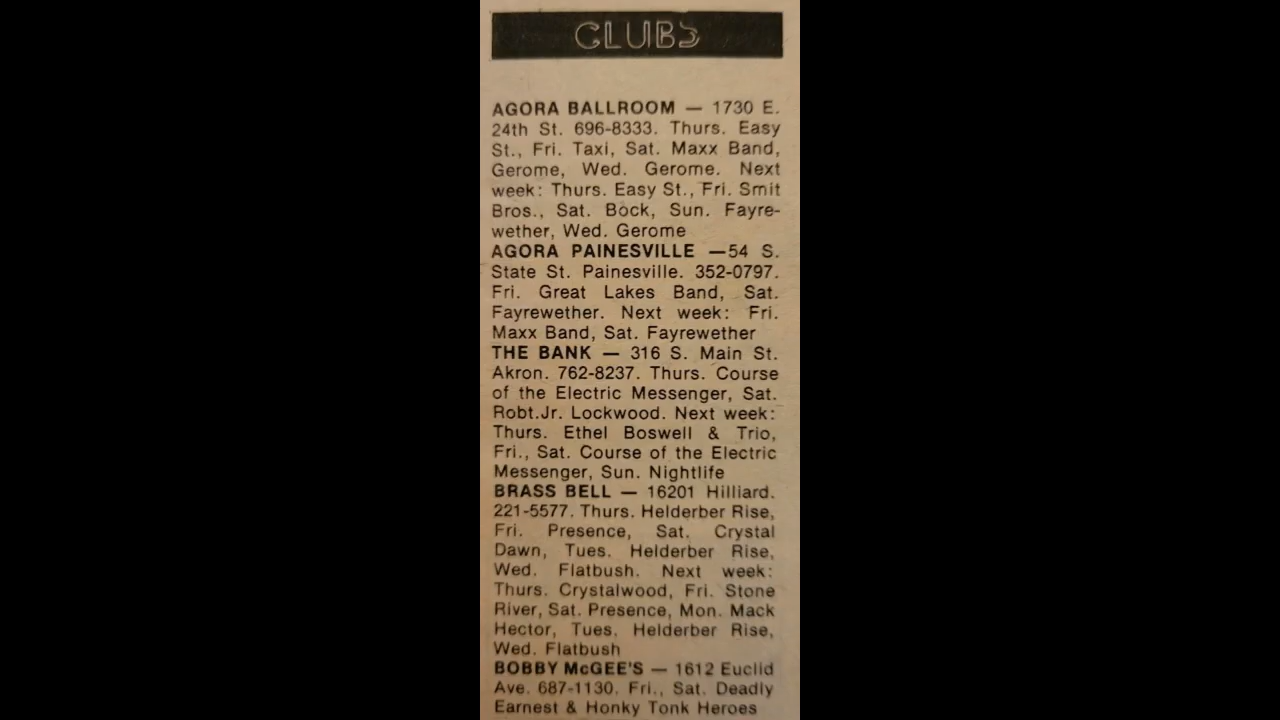 CLUBS
AGORA BALLROOM — 1730 E.
24th St. 696-8333. Thurs. Easy
St., Fri. Taxi, Sat. Maxx Band,
Gerome, Wed. Gerome. Next
week: Thurs. Easy St., Fri. Smit
Bros., Sat. Bock, Sun. Fayre-
wether, Wed. Gerome
AGORA PAINESVILLE —54 S.
State St. Painesville. 352-0797.
Fri. Great Lakes Band, Sat.
Fayrewether. Next week: Fri.
Maxx Band, Sat. Fayrewether
THE BANK — 316 S. Main St.
Akron. 762-8237. Thurs. Course
of the Electric Messenger, Sat.
Robt.Jr. Lockwood. Next week:
Thurs. Ethel Boswell & Trio,
Fri., Sat. Course of the Electric
Messenger, Sun. Nightlife
BRASS BELL — 16201 Hilliard.
221-5577. Thurs. Helderber Rise,
Fri. Presence, Sat. Crystal
Dawn, Tues. Helderber Rise,
Wed. Flatbush. Next week:
Thurs. Crystalwood, Fri. Stone
River, Sat. Presence, Mon. Mack
Hector, Tues. Helderber Rise,
Wed. Flatbush
BOBBY McGEE'S — 1612 Euclid
Ave. 687-1130. Fri., Sat. Deadly
Earnest & Honky Tonk Heroes